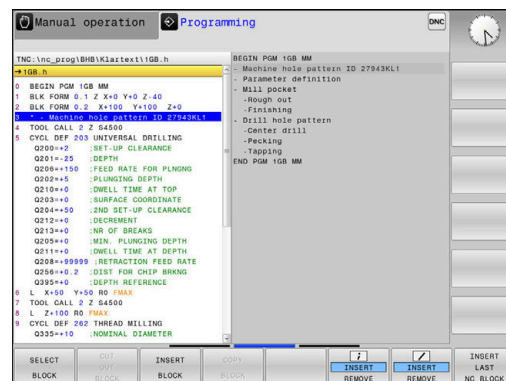 Manual operation
Programming
DNC
TNC:\nc_prog\BHB\Klartext\1GB.h
→1GB.h
0 BEGIN PGM 1GB MM
1 BLK FORM 0.1 Z X+0 Y+0 Z-40
2 BLK FORM 0.2 X+100 Y+100 Z+0
3 * - Machine hole pattern ID 27943KL1
4 TOOL CALL 2 Z S4500
5 CYCL DEF 203 UNIVERSAL DRILLING
Q200=+2 ;SET-UP CLEARANCE
Q201=-25 ;DEPTH
Q206=+150 ;FEED RATE FOR PLNGNG
Q202=+5 ;PLUNGING DEPTH
Q210=+0 ;DWELL TIME AT TOP
Q203=+0 ;SURFACE COORDINATE
Q204=+50 ;2ND SET-UP CLEARANCE
Q212=+0 ;DECREMENT
Q213=+0 ;NR OF BREAKS
Q205=+0 ;MIN. PLUNGING DEPTH
Q211=+0 ;DWELL TIME AT DEPTH
Q208=+99999 ;RETRACTION FEED RATE
Q256=+0.2 ;DIST FOR CHIP BRKNG
Q395=+0 ;DEPTH REFERENCE
6 L X+50 Y+50 R0 FMAX
7 TOOL CALL 2 Z S4500
8 L Z+100 R0 FMAX
9 CYCL DEF 262 THREAD MILLING
Q335=+10 ;NOMINAL DIAMETER
BEGIN PGM 1GB MM
- Machine hole pattern ID 27943KL1
- Parameter definition
- Mill pocket
-Rough out
-Finishing
- Drill hole pattern
-Center drill
-Pecking
-Tapping
END PGM 1GB MM
SELECT
BLOCK
CUT
OUT
BLOCK
INSERT
BLOCK
COPY
BLOCK
INSERT
REMOVE
INSERT
REMOVE
INSERT
LAST
NC BLOCK